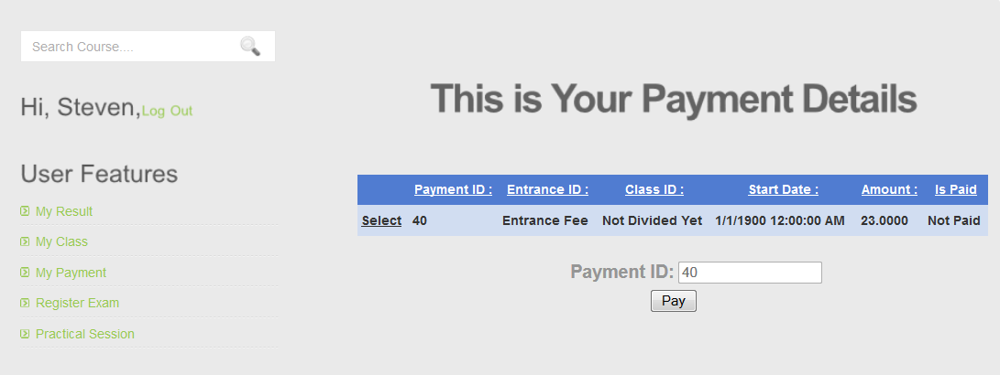 Search Course....
Hi, Steven,Log Out
User Features
My Result
My Class
My Payment
Register Exam
Practical Session
This is Your Payment Details
Payment ID : Entrance ID : Class ID : Start Date : Amount : Is Paid
Select 40 Entrance Fee Not Divided Yet 1/1/1900 12:00:00 AM 23.0000 Not Paid
Payment ID: 40
Pay